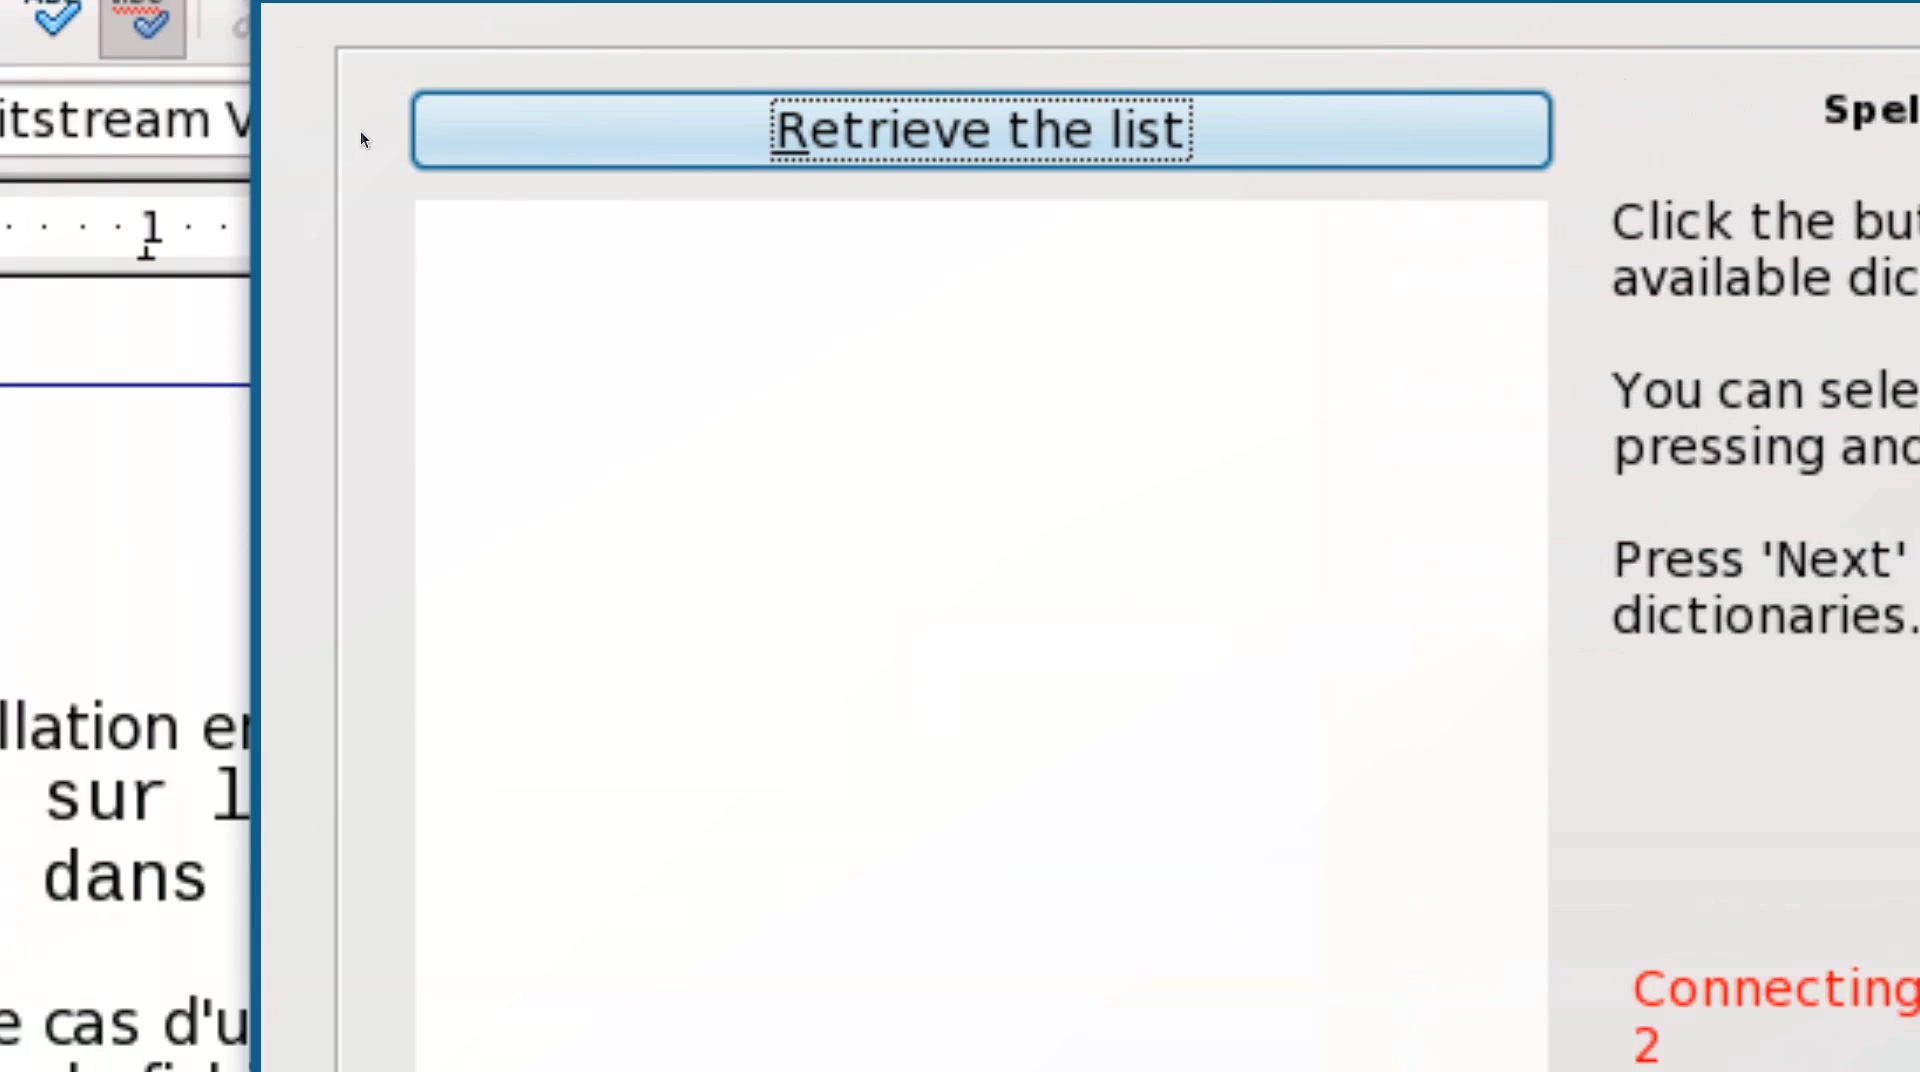 itstream V
1
llation
sur l
dans
cas d'u
Retrieve the list
Spel
Click the but
available dic
You can sele
pressing and
Press 'Next'
dictionaries.
Connecting
2